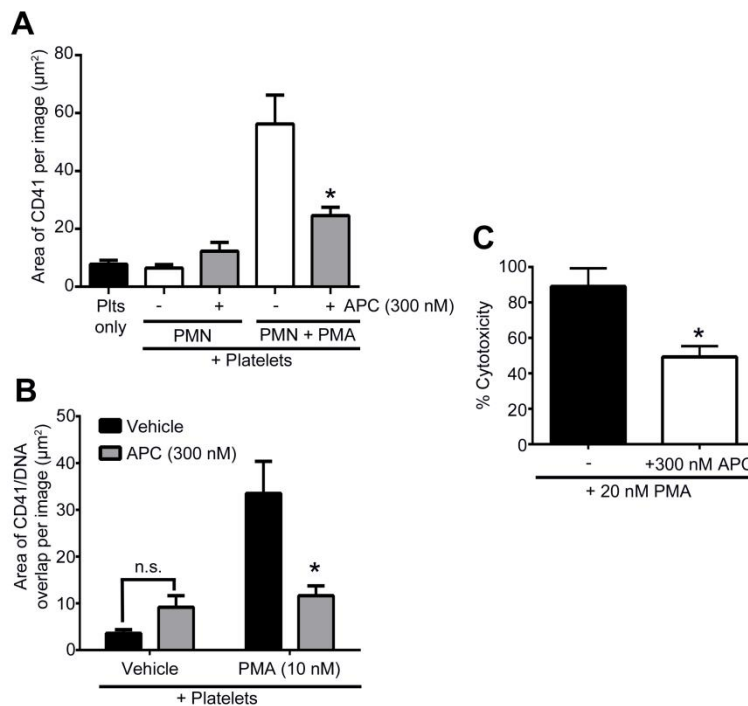 A
Area of CD41 per image (µm²)
80
60
40
20
0
*
Plts only
-
+
-
+
APC (300 nM)
PMN
PMN + PMA
+ Platelets
B
Area of CD41/DNA
overlap per image (µm²)
50
40
30
20
10
0
Vehicle
APC (300 nM)
n.s.
*
Vehicle
PMA (10 nM)
+ Platelets
C
% Cytotoxicity
100
80
60
40
20
0
*
-
+300 nM APC
+ 20 nM PMA